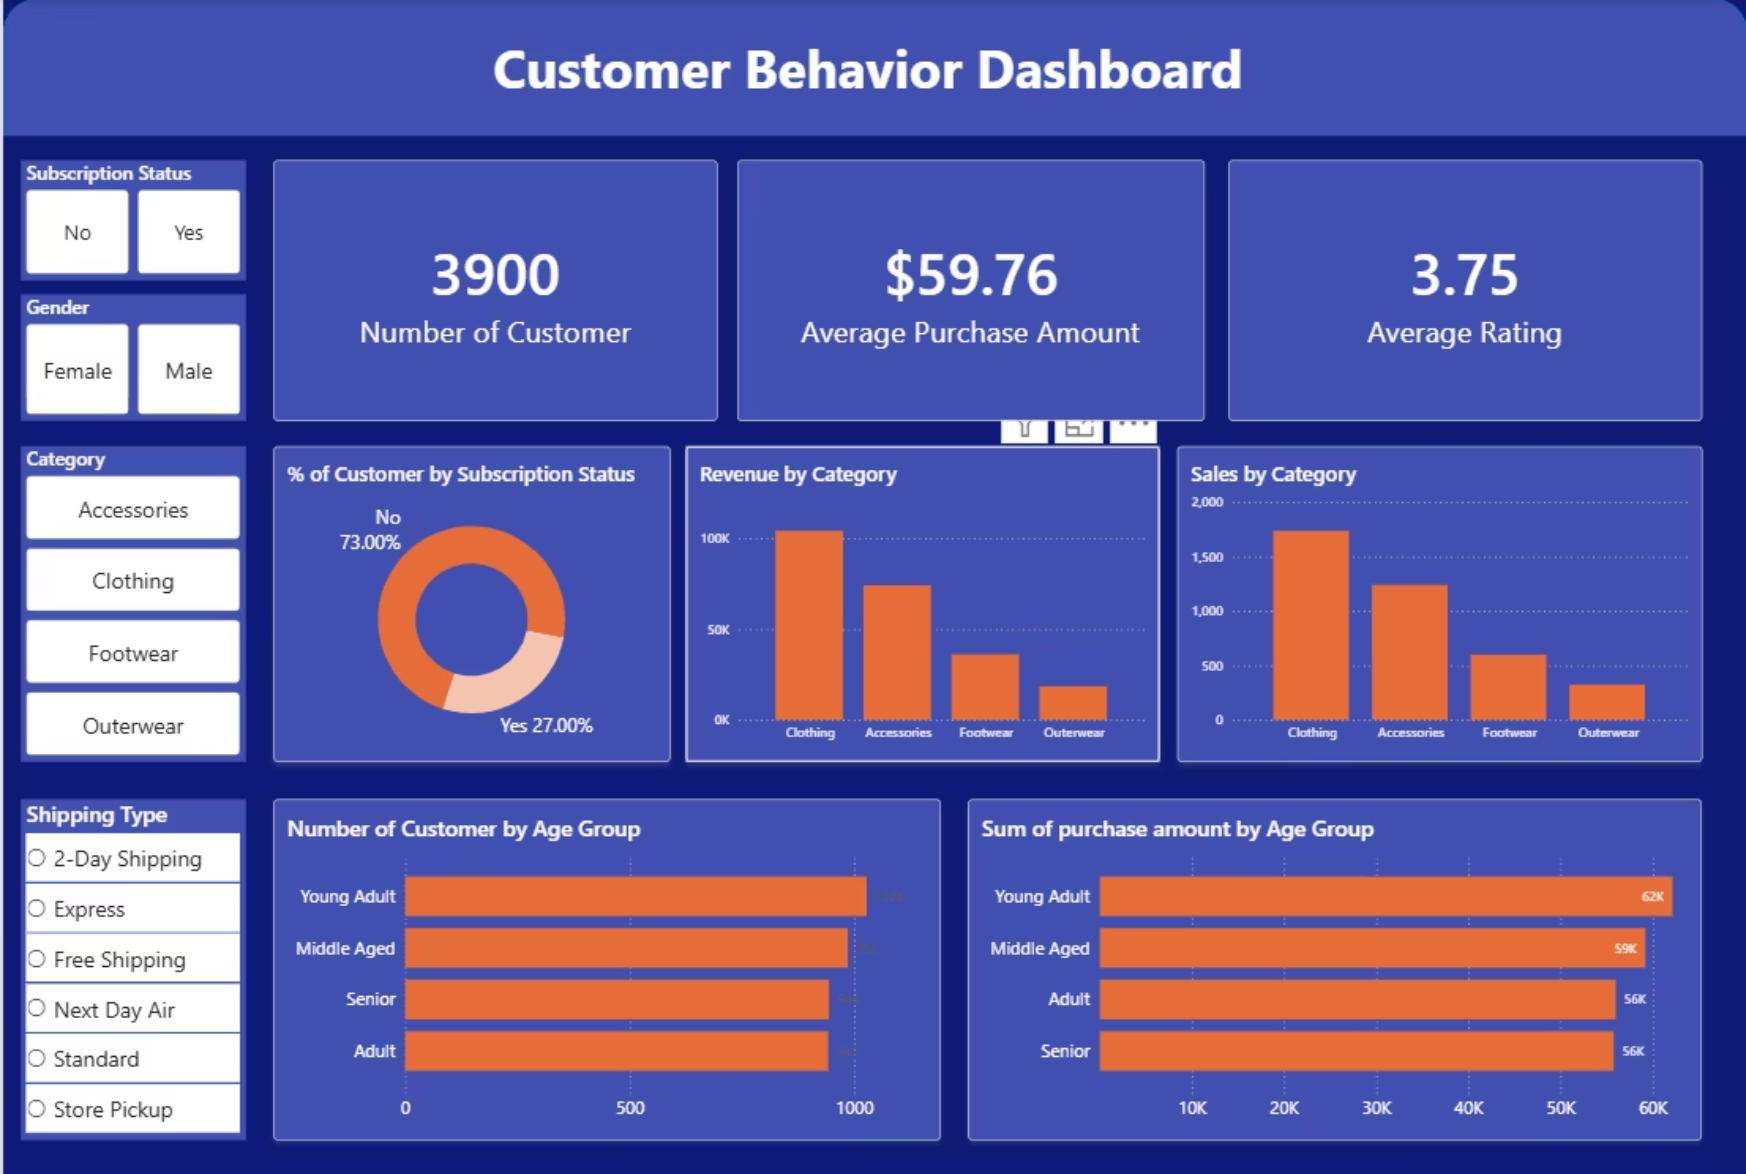 Customer Behavior Dashboard
Subscription Status
No
Yes
Gender
Female
Male
3900
Number of Customer
$59.76
Average Purchase Amount
3.75
Average Rating
Category
Accessories
Clothing
Footwear
Outerwear
% of Customer by Subscription Status
No
73.00%
Yes 27.00%
Revenue by Category
100K
50K
0K
Clothing
Accessories
Footwear
Outerwear
Sales by Category
2,000
1,500
1,000
500
0
Clothing
Accessories
Footwear
Outerwear
Shipping Type
2-Day Shipping
Express
Free Shipping
Next Day Air
Standard
Store Pickup
Number of Customer by Age Group
Young Adult
Middle Aged
Senior
Adult
0
500
1000
Sum of purchase amount by Age Group
Young Adult
62K
Middle Aged
59K
Adult
56K
Senior
56K
10K
20K
30K
40K
50K
60K